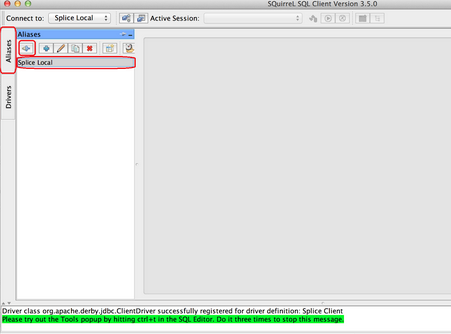 SQuirreL SQL Client Version 3.5.0
Connect to: Splice Local
Active Session:
Aliases
Aliases
Splice Local
Drivers
Driver class org.apache.derby.jdbc.ClientDriver successfully registered for driver definition: Splice Client
Please try out the Tools popup by hitting ctrl+t in the SQL Editor. Do it three times to stop this message.